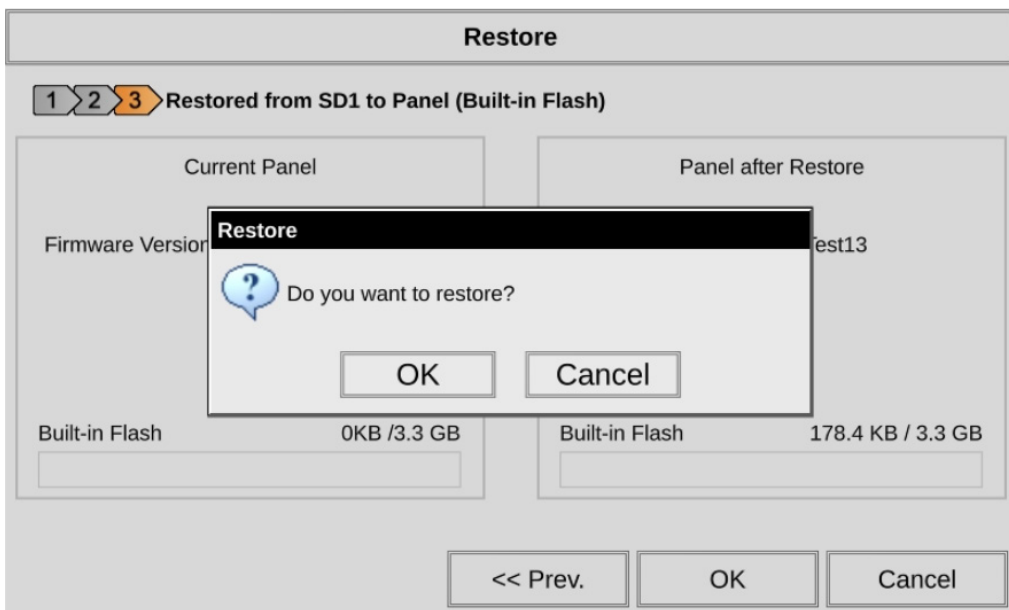 Restore
1 2 3 Restored from SD1 to Panel (Built-in Flash)
Current Panel
Panel after Restore
Firmware Version
Test13
Restore
?
Do you want to restore?
OK
Cancel
Built-in Flash 0KB /3.3 GB
Built-in Flash 178.4 KB / 3.3 GB
<< Prev.
OK
Cancel